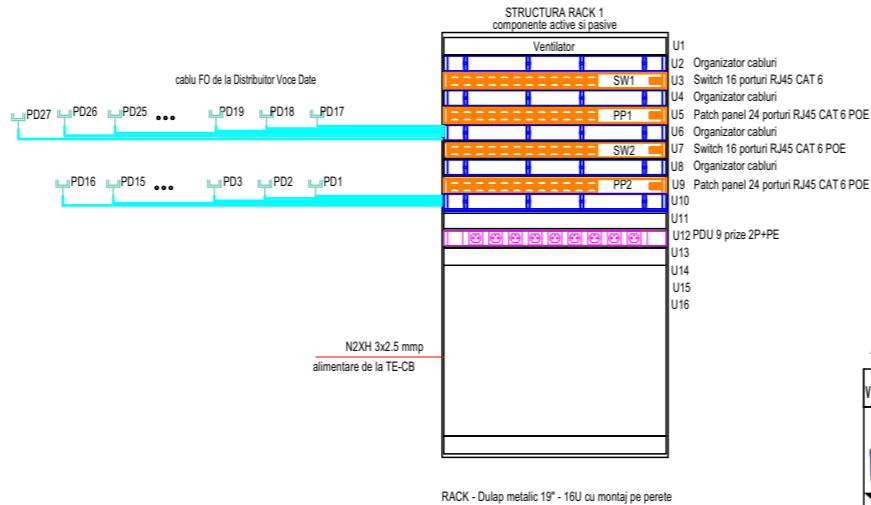 STRUCTURA RACK 1
componente active si pasive
Ventilator
U1
U2 Organizator cabluri
SW1
U3 Switch 16 porturi RJ45 CAT 6
U4 Organizator cabluri
PP1
U5 Patch panel 24 porturi RJ45 CAT 6 POE
U6 Organizator cabluri
SW2
U7 Switch 16 porturi RJ45 CAT 6 POE
U8 Organizator cabluri
PP2
U9 Patch panel 24 porturi RJ45 CAT 6 POE
U10
U11
U12 PDU 9 prize 2P+PE
U13
U14
U15
U16
cablu FO de la Distribuitor Voce Date
PD27 PD26 PD25 ••• PD19 PD18 PD17
PD16 PD15 ••• PD3 PD2 PD1
N2XH 3x2.5 mmp
alimentare de la TE-CB
RACK - Dulap metalic 19" - 16U cu montaj pe perete